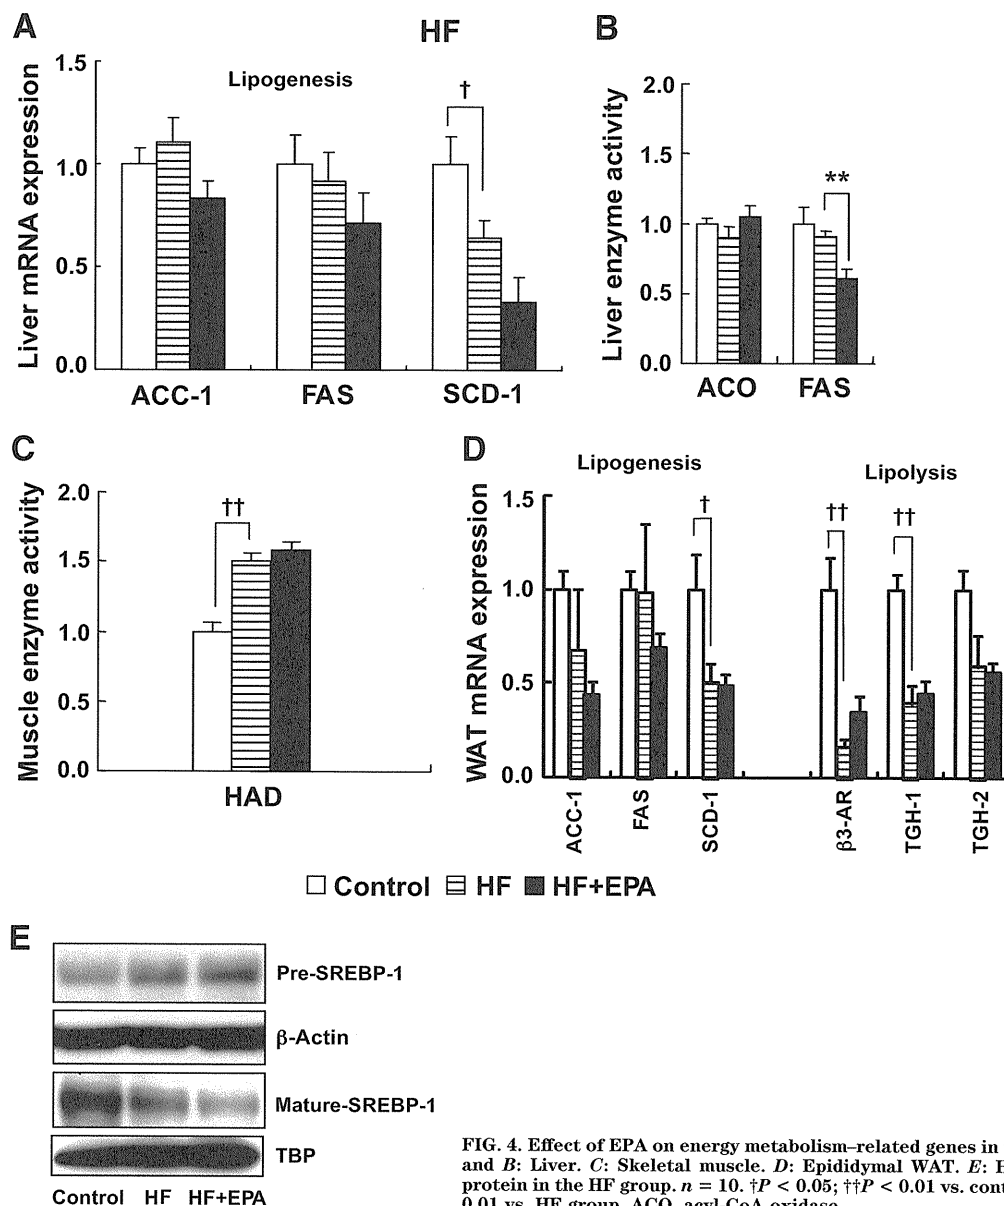 A
HF
Lipogenesis
†
Liver mRNA expression
1.5
1.0
0.5
0.0
ACC-1 FAS SCD-1
B
Liver enzyme activity
2.0
1.5
1.0
0.5
0.0
**
ACO FAS
C
Muscle enzyme activity
2.0
1.5
1.0
0.5
0.0
††
HAD
D
Lipogenesis Lipolysis
WAT mRNA expression
1.5
1.0
0.5
0.0
† †† ††
ACC-1 FAS SCD-1 β3-AR TGH-1 TGH-2
Control HF HF+EPA
E
Pre-SREBP-1
β-Actin
Mature-SREBP-1
TBP
Control HF HF+EPA
FIG. 4. Effect of EPA on energy metabolism–related genes in
and B: Liver. C: Skeletal muscle. D: Epididymal WAT. E:
protein in the HF group. n = 10. †P < 0.05; ††P < 0.01 vs.
0.01 vs. HF group. ACO, acyl CoA oxidase